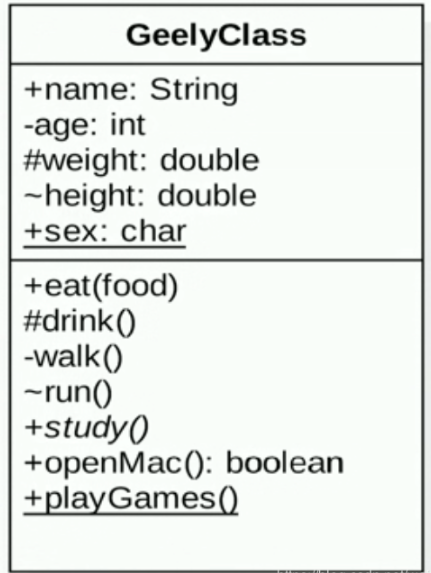 GeelyClass
+name: String
-age: int
#weight: double
~height: double
+sex: char
+eat(food)
#drink()
-walk()
~run()
+study()
+openMac(): boolean
+playGames()